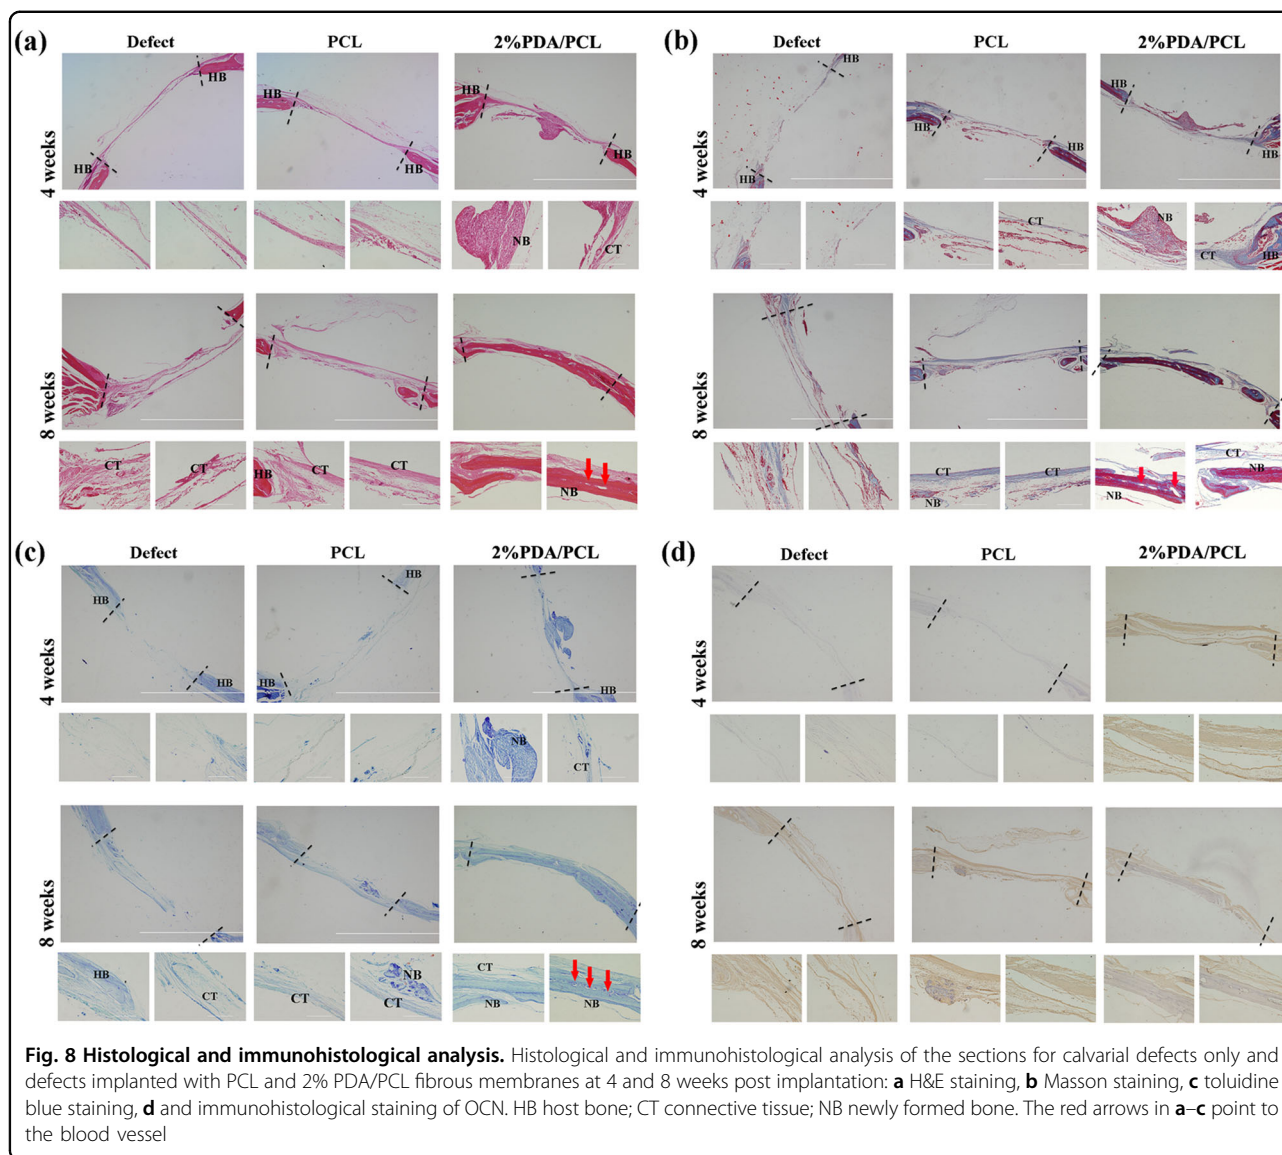 (a)
Defect
PCL
2%PDA/PCL
4 weeks
HB
HB
HB
HB
HB
HB
NB
CT
8 weeks
CT
CT
HB
CT
CT
NB
(b)
Defect
PCL
2%PDA/PCL
4 weeks
HB
HB
HB
HB
HB
HB
CT
NB
CT
HB
8 weeks
CT
NB
CT
NB
CT
NB
(c)
Defect
PCL
2%PDA/PCL
4 weeks
HB
HB
HB
HB
HB
NB
CT
8 weeks
HB
CT
CT
NB
CT
CT
NB
NB
(d)
Defect
PCL
2%PDA/PCL
4 weeks
8 weeks
Fig. 8 Histological and immunohistological analysis. Histological and immunohistological analysis of the sections for calvarial defects only and
defects implanted with PCL and 2% PDA/PCL fibrous membranes at 4 and 8 weeks post implantation: a H&E staining, b Masson staining, c toluidine
blue staining, d and immunohistological staining of OCN. HB host bone; CT connective tissue; NB newly formed bone. The red arrows in a–c point to
the blood vessel